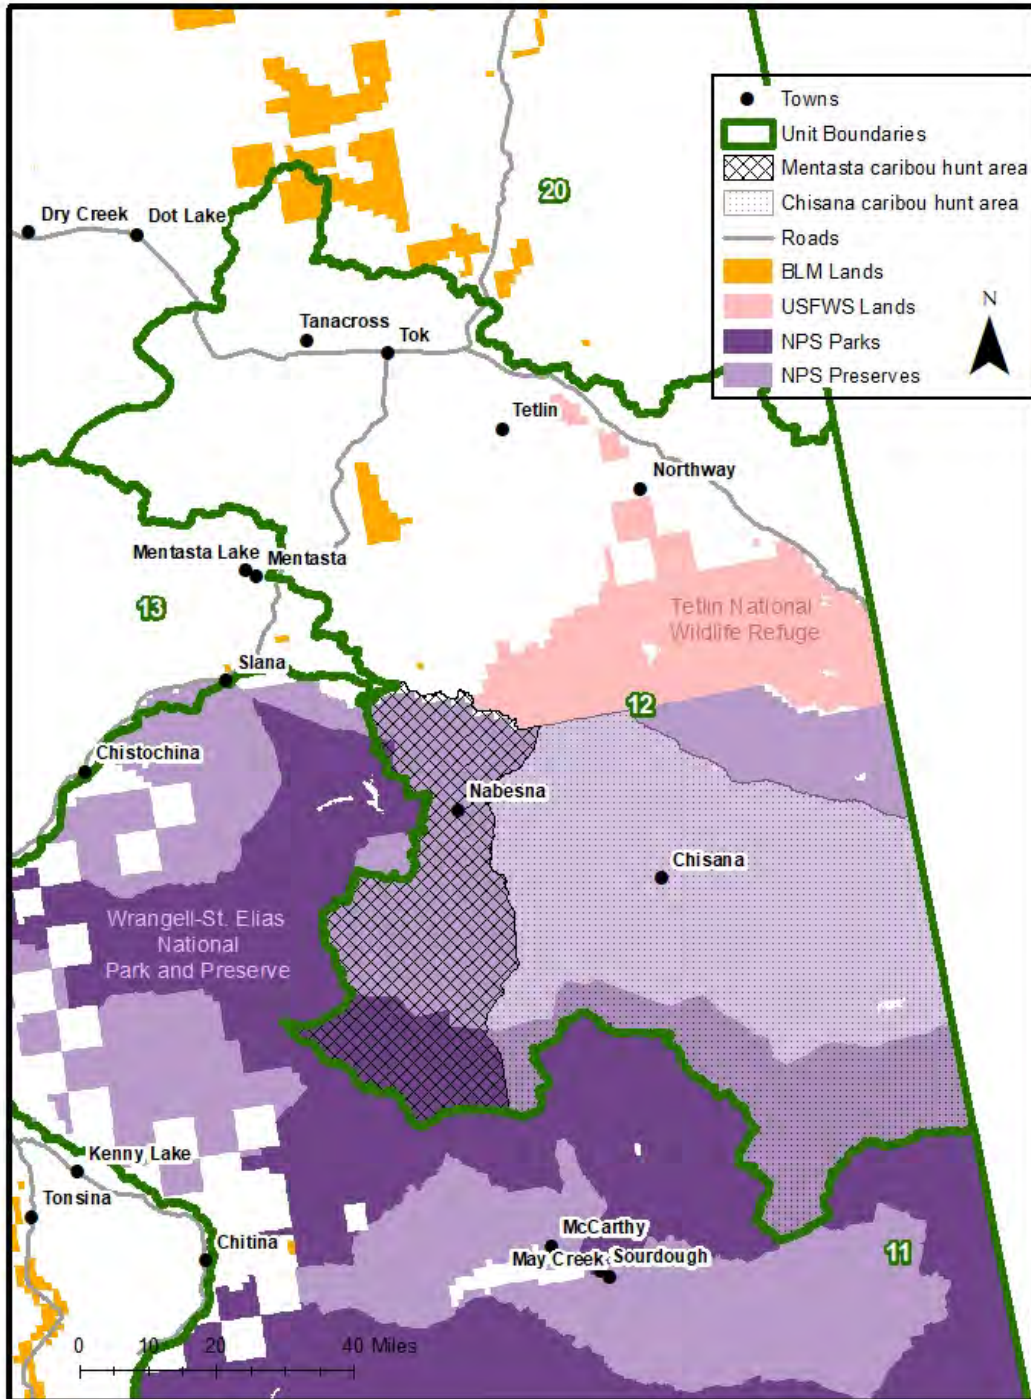 Towns
Unit Boundaries
Mentasta caribou hunt area
Chisana caribou hunt area
Roads
BLM Lands
USFWS Lands
NPS Parks
NPS Preserves
N
20
Dry Creek
Dot Lake
Tanacross
Tok
Tetlin
Northway
Mentasta Lake
Mentasta
13
Tetlin National
Wildlife Refuge
Slana
12
Chistochina
Nabesna
Chisana
Wrangell-St. Elias
National
Park and Preserve
Kenny Lake
Tonsina
Chitina
McCarthy
May Creek
Sourdough
11
0 10 20 40 Miles